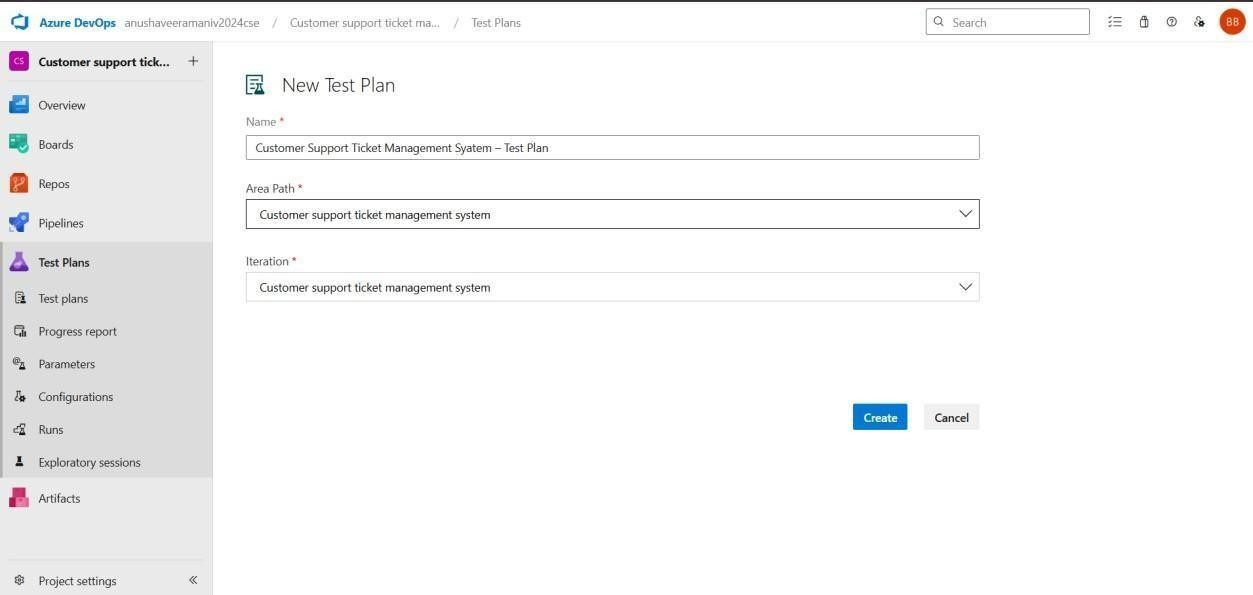 Azure DevOps anushaveeramaniv2024cse / Customer support ticket ma... / Test Plans Search BB
CS Customer support tick... +
Overview
Boards
Repos
Pipelines
Test Plans
Test plans
Progress report
Parameters
Configurations
Runs
Exploratory sessions
Artifacts
Project settings
New Test Plan
Name *
Customer Support Ticket Management Syatem – Test Plan
Area Path *
Customer support ticket management system
Iteration *
Customer support ticket management system
Create Cancel